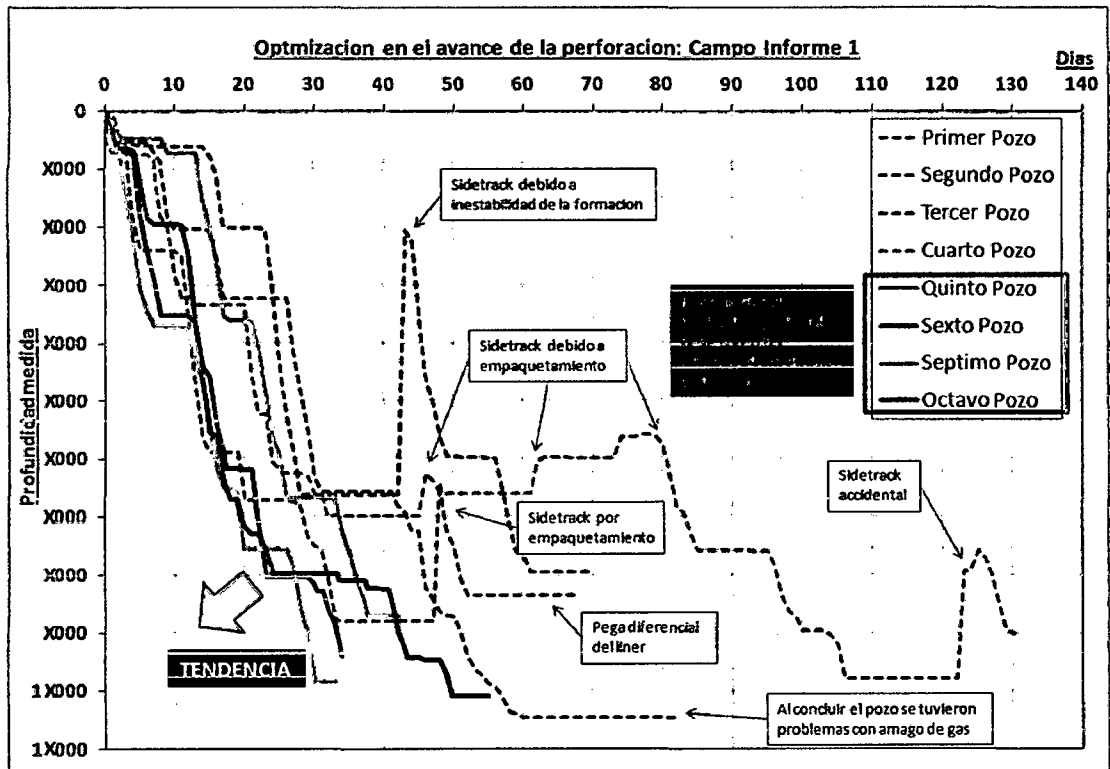 Optmizacion en el avance de la perforacion: Campo Informe 1
Dias
0 10 20 30 40 50 60 70 80 90 100 110 120 130 140
0
X000
X000
X000
X000
X000
X000
X000
X000
X000
1X000
1X000
Profundicad medida
Primer Pozo
Segundo Pozo
Tercer Pozo
Cuarto Pozo
Quinto Pozo
Sexto Pozo
Septimo Pozo
Octavo Pozo
Sidetrack debido a
inestabidad de la formacion
Sidetrack debido a
empaquetamiento
Sidetrack
accidental
Sidetrack por
empaquetamiento
Pega diferencial
del liner
TENDENCIA
Al concluir el pozo se tuvieron
problemas con amago de gas